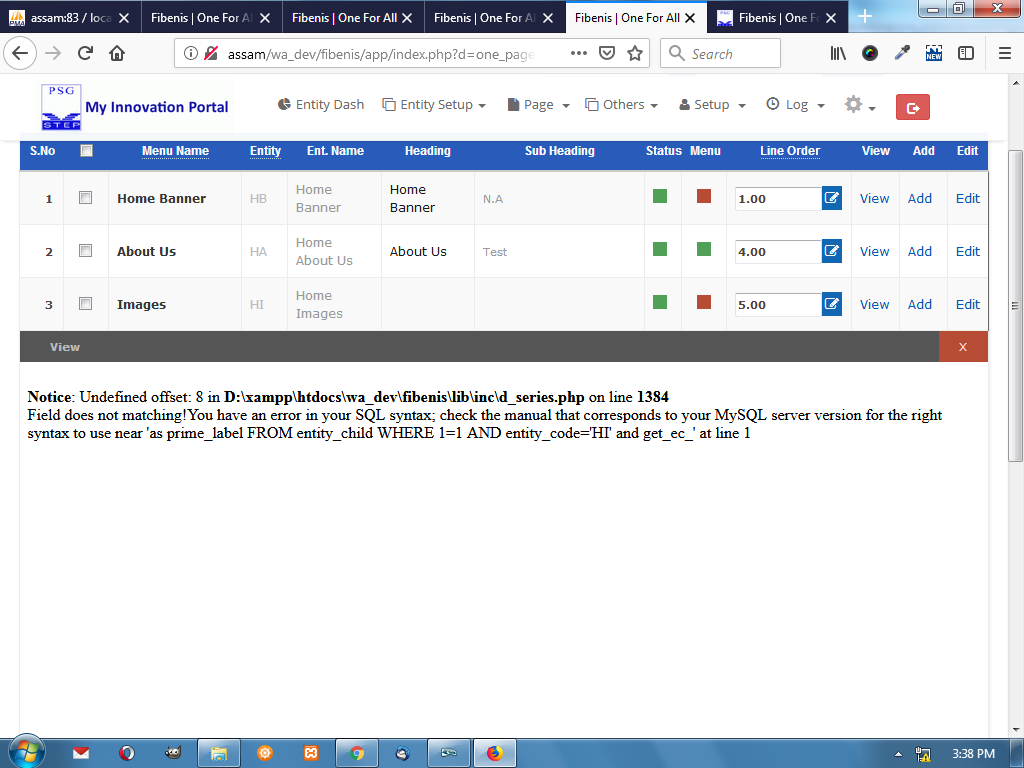 assam:83 / loca
Fibenis | One For Al
Fibenis | One For All
Fibenis | One For Al
Fibenis | One For All
Fibenis | One Fo
assam/wa_dev/fibenis/app/index.php?d=one_page
Search
NEW
PSG
STEP
My Innovation Portal
Entity Dash
Entity Setup
Page
Others
Setup
Log
S.No Menu Name Entity Ent. Name Heading Sub Heading Status Menu Line Order View Add Edit
1 Home Banner HB Home Banner Home Banner N.A 1.00 View Add Edit
2 About Us HA Home About Us About Us Test 4.00 View Add Edit
3 Images HI Home Images 5.00 View Add Edit
View X
Notice: Undefined offset: 8 in D:\xampp\htdocs\wa_dev\fibenis\lib\inc\d_series.php on line 1384
Field does not matching!You have an error in your SQL syntax; check the manual that corresponds to your MySQL server version for the right
syntax to use near 'as prime_label FROM entity_child WHERE 1=1 AND entity_code='HI' and get_ec_' at line 1
3:38 PM